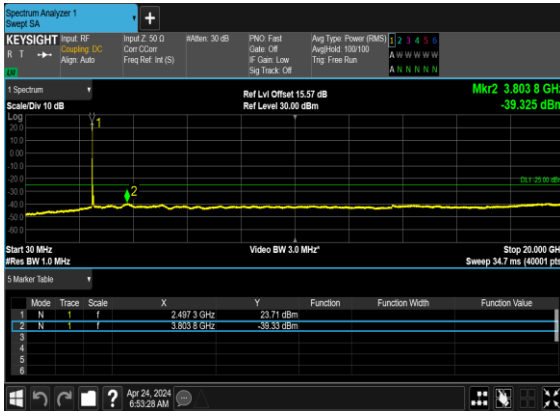 Spectrum Analyzer 1
Swept SA
+
KEYSIGHT Input: RF Input Z: 50 Ω #Atten: 30 dB PNO: Fast Avg Type: Power (RMS) 1 2 3 4 5 6
R T Coupling: DC Corr CCorr Gate: Off Avg|Hold: 100/100 A W W W W W
Align: Auto Freq Ref: Int (S) IF Gain: Low Trig: Free Run
Sig Track: Off A N N N N N
1 Spectrum
Ref Lvl Offset 15.57 dB Mkr2 3.803 8 GHz
Scale/Div 10 dB Ref Level 30.00 dBm -39.325 dBm
Log
20.0
10.0
0.00
-10.0
-20.0
DL1 -25.00 dBm
-30.0
-40.0
-50.0
-60.0
1
2
Start 30 MHz Video BW 3.0 MHz* Stop 20.000 GHz
#Res BW 1.0 MHz Sweep 34.7 ms (40001 pts)
5 Marker Table
Mode Trace Scale X Y Function Function Width Function Value
1 N 1 f 2.497 3 GHz 23.71 dBm
2 N 1 f 3.803 8 GHz -39.33 dBm
3
4
5
6
? Apr 24, 2024
6:53:28 AM